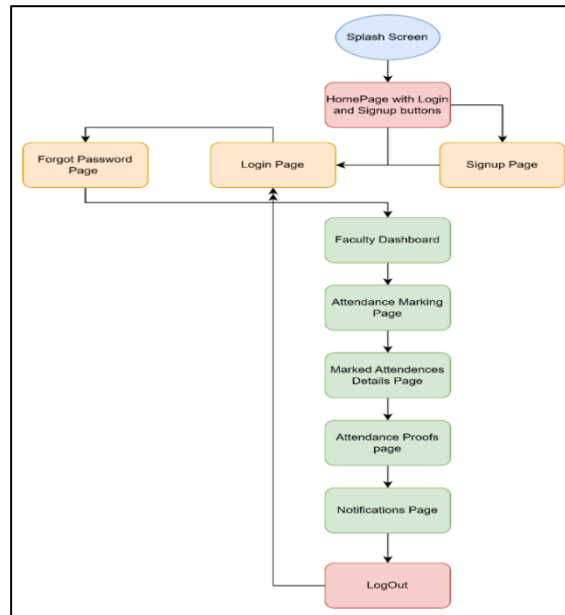 Splash Screen
HomePage with Login
and Signup buttons
Forgot Password
Page
Login Page
Signup Page
Faculty Dashboard
Attendance Marking
Page
Marked Attendences
Details Page
Attendance Proofs
page
Notifications Page
LogOut